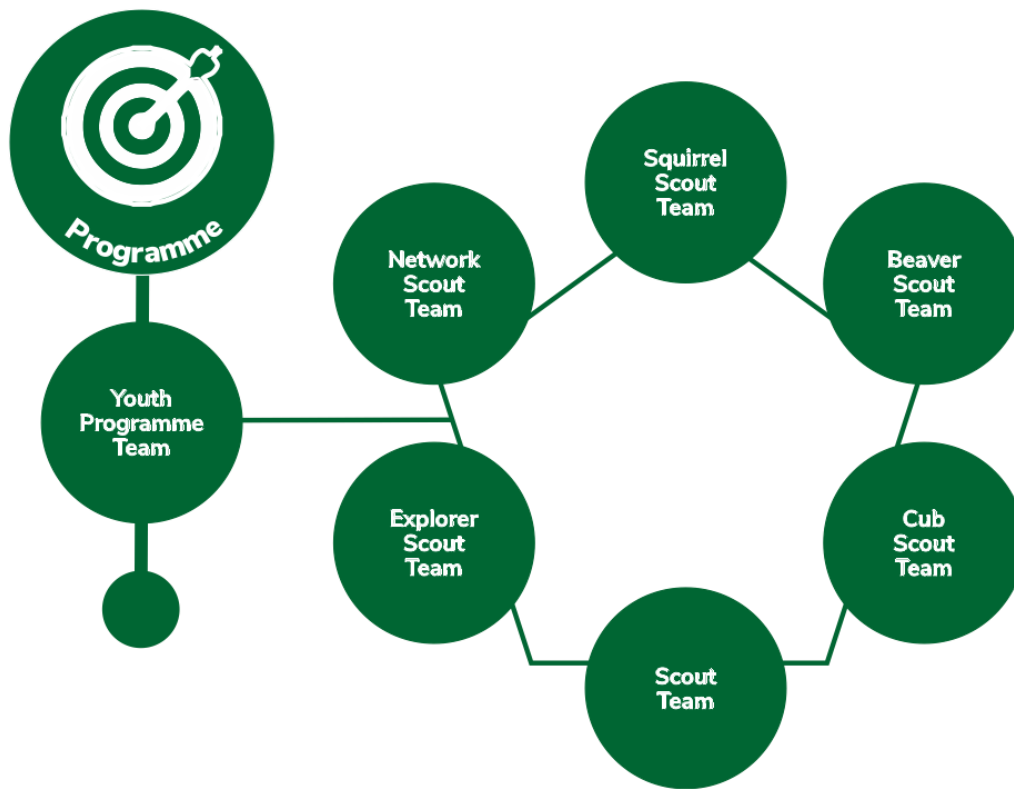 Programme
Youth
Programme
Team
Network
Scout
Team
Squirrel
Scout
Team
Beaver
Scout
Team
Explorer
Scout
Team
Cub
Scout
Team
Scout
Team